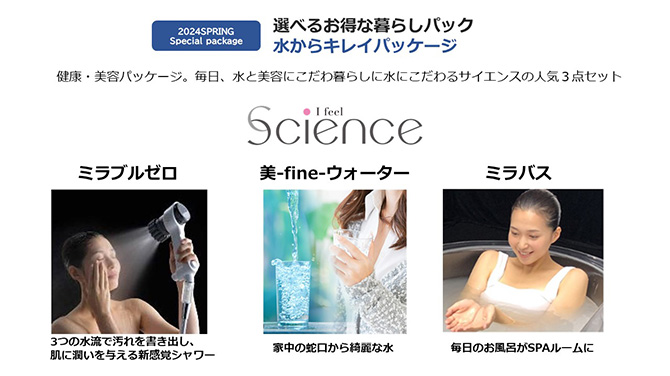 2024SPRING
Special package
選べるお得な暮らしパック
水からキレイパッケージ
健康・美容パッケージ。毎日、水と美容にこだわ暮らしに水にこだわるサイエンスの人気３点セット
I feel
Science
ミラブルゼロ
美-fine-ウォーター
ミラバス
3つの水流で汚れを書き出し、
肌に潤いを与える新感覚シャワー
家中の蛇口から綺麗な水
毎日のお風呂がSPAルームに